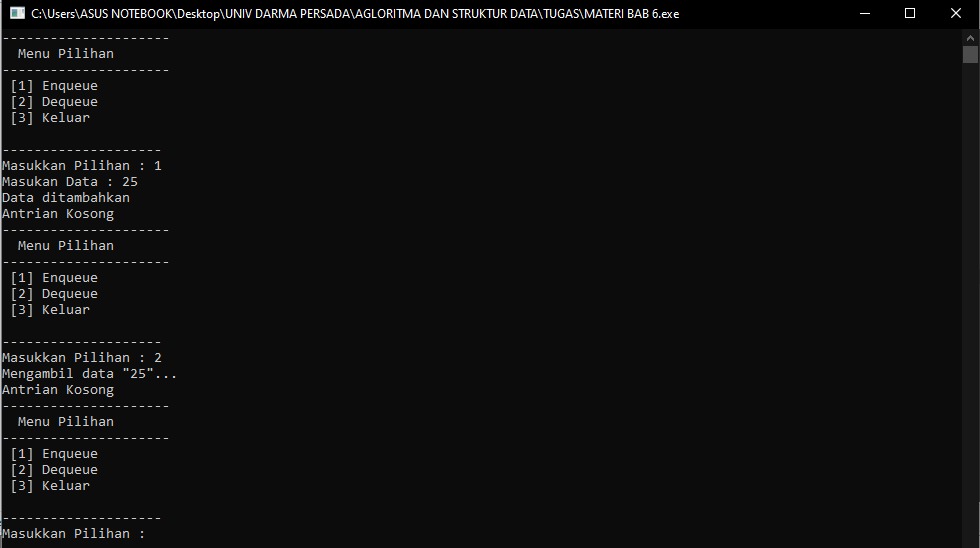 C:\Users\ASUS NOTEBOOK\Desktop\UNIV DARMA PERSADA\AGLORITMA DAN STRUKTUR DATA\TUGAS\MATERI BAB 6.exe
---------------------
  Menu Pilihan
---------------------
 [1] Enqueue
 [2] Dequeue
 [3] Keluar

--------------------
Masukkan Pilihan : 1
Masukan Data : 25
Data ditambahkan
Antrian Kosong
---------------------
  Menu Pilihan
---------------------
 [1] Enqueue
 [2] Dequeue
 [3] Keluar

--------------------
Masukkan Pilihan : 2
Mengambil data "25"...
Antrian Kosong
---------------------
  Menu Pilihan
---------------------
 [1] Enqueue
 [2] Dequeue
 [3] Keluar

--------------------
Masukkan Pilihan :